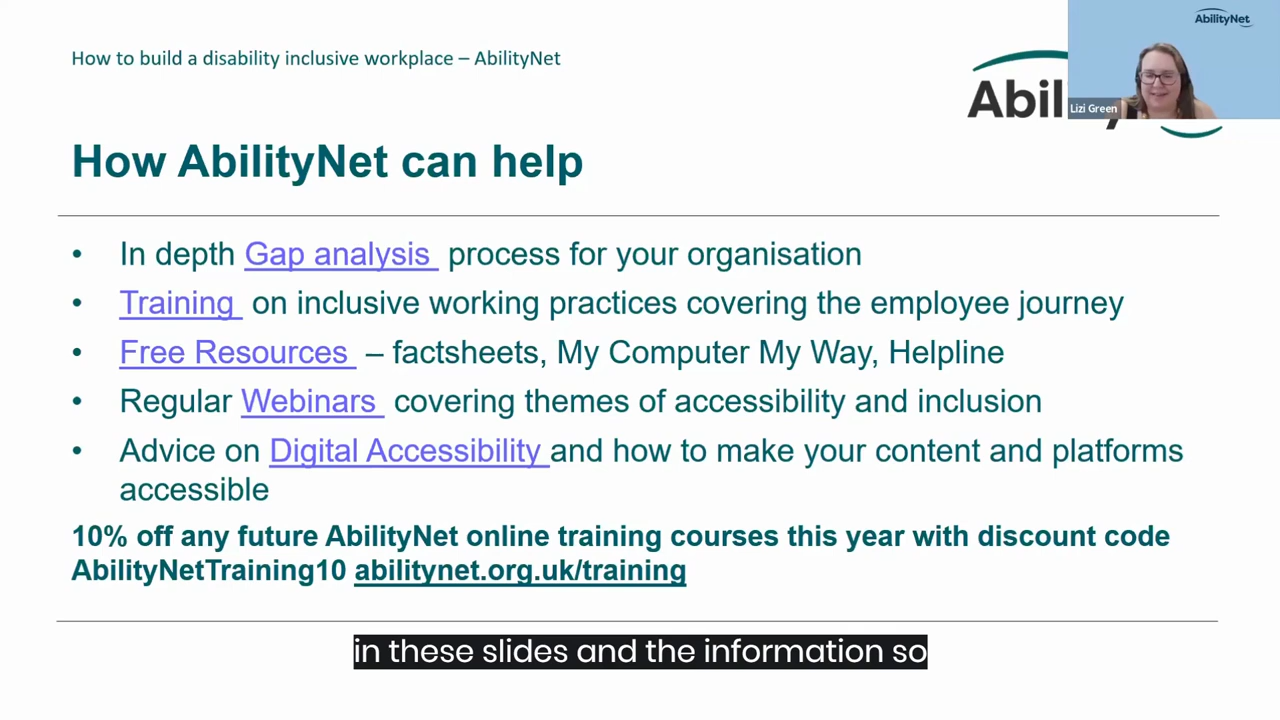 How to build a disability inclusive workplace – AbilityNet
AbilityNet
Lizi Green
How AbilityNet can help
• In depth Gap analysis process for your organisation
• Training on inclusive working practices covering the employee journey
• Free Resources – factsheets, My Computer My Way, Helpline
• Regular Webinars covering themes of accessibility and inclusion
• Advice on Digital Accessibility and how to make your content and platforms
accessible
10% off any future AbilityNet online training courses this year with discount code
AbilityNetTraining10 abilitynet.org.uk/training
in these slides and the information so